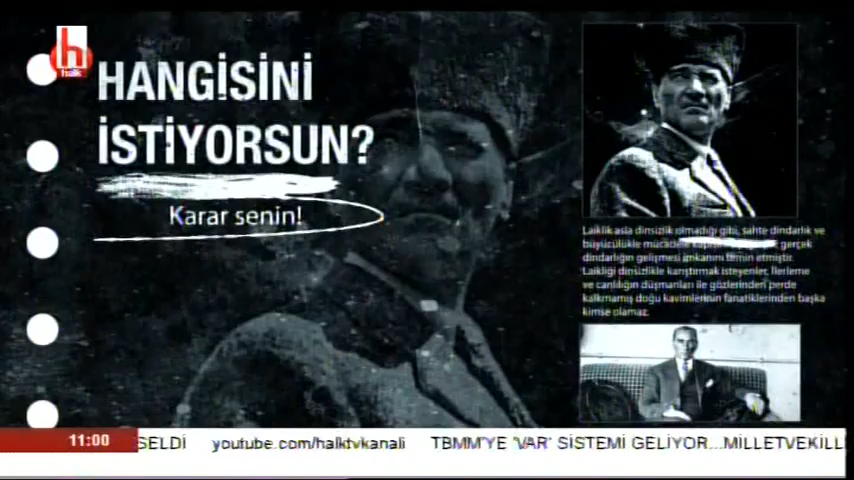 h
halk
HANGİSİNİ
İSTİYORSUN?
Karar senin!
Laiklik asla dinsizlik olmadığı gibi, sahte dindarlık ve
büyücülükle mücadele gerçek
dindarlığın gelişmesi imkanını temin etmiştir.
Laikliği dinsizlikle karıştırmak isteyenler, ilerleme
ve canlılığın düşmanları ile gözlerinden perde
kalkmamış doğu kavimlerinin fanatiklerinden başka
kimse olamaz.
11:00
SELDİ youtube.com/halktvkanali TBMM'YE 'VAR' SİSTEMİ GELİYOR...MİLLETVEKİLL